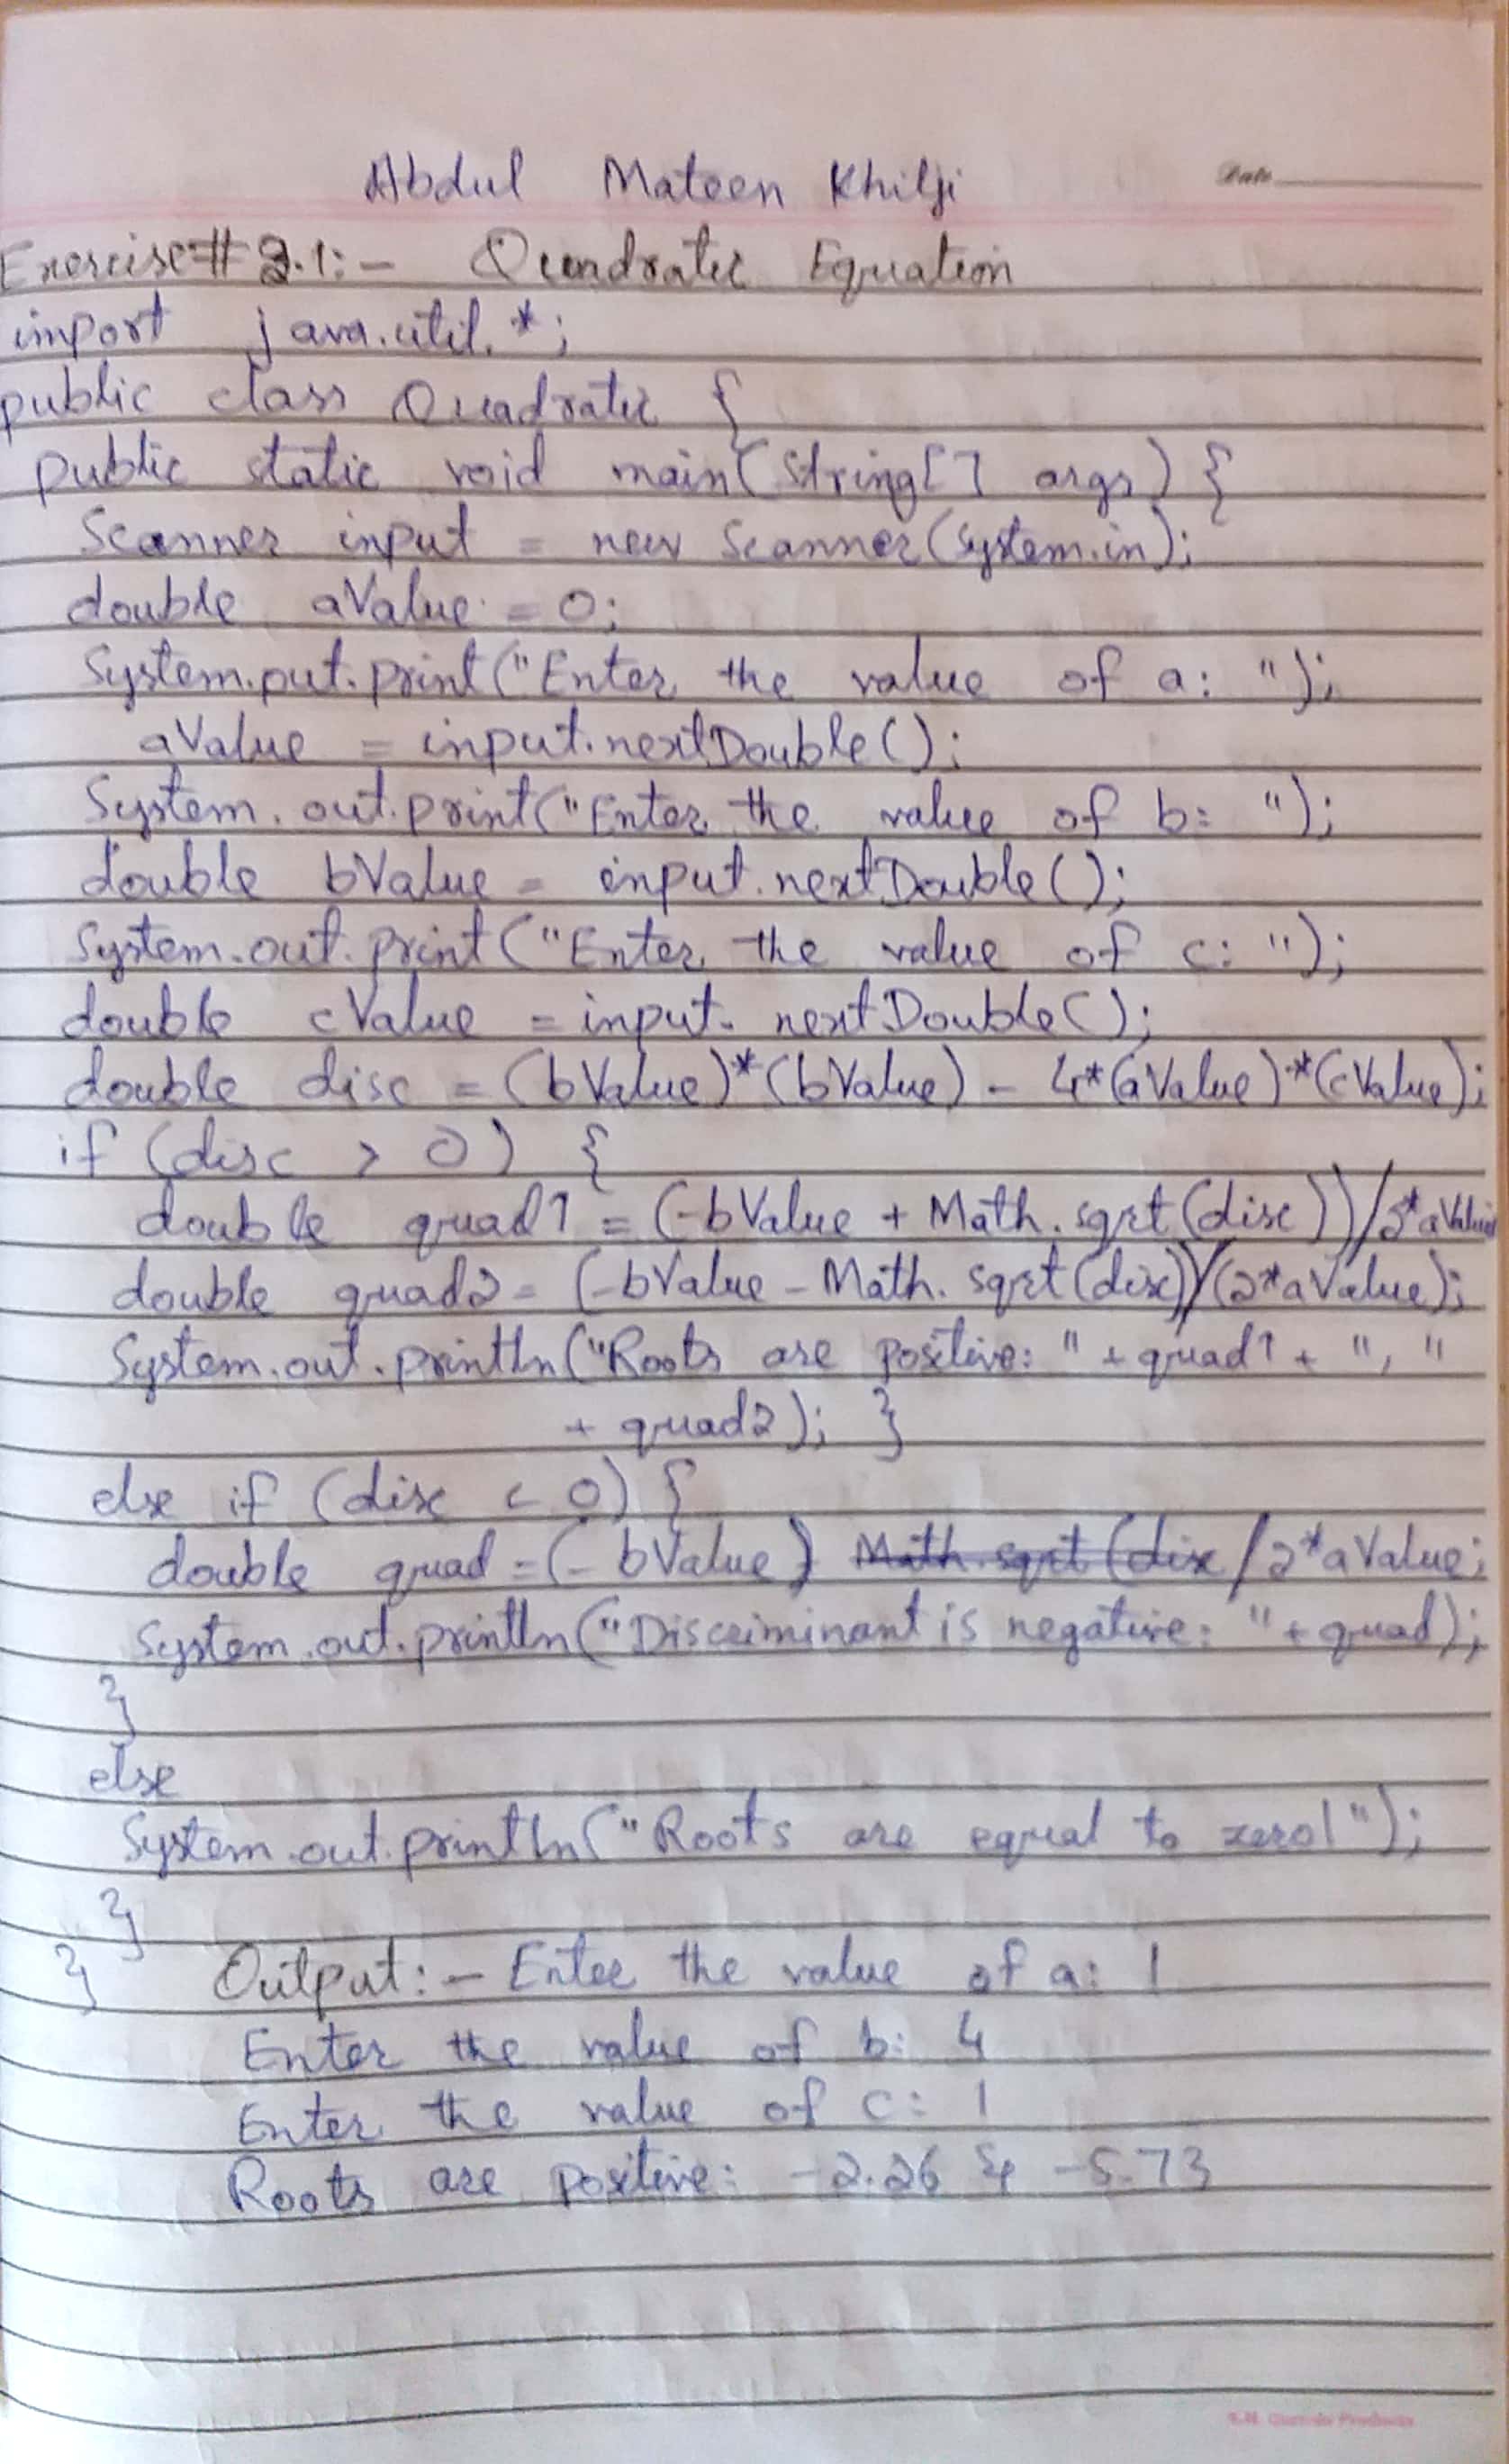 Abdul Mateen Khilji
Date
Exercise# 3.1:- Quadratic Equation
import java.util.*;
public class Quadratic {
public static void main(String[] args) {
Scanner input = new Scanner(System.in);
double aValue = 0;
System.out.print("Enter the value of a: ");
aValue = input.nextDouble();
System.out.print("Enter the value of b: ");
double bValue = input.nextDouble();
System.out.print("Enter the value of c: ");
double cValue = input.nextDouble();
double disc = (bValue)*(bValue) - 4*(aValue)*(cValue);
if (disc > 0) {
double quad1 = (-bValue + Math.sqrt(disc))/2*aValue
double quad2 = (-bValue - Math.sqrt(disc))/(2*aValue);
System.out.println("Roots are positive: " + quad1 + ", "
+ quad2); }
else if (disc < 0) {
double quad = (-bValue) Math.sqrt(disc /2*aValue;
System.out.println("Discriminant is negative: " + quad);
}
else
System.out.println("Roots are equal to zero!");
}
} Output:- Enter the value of a: 1
Enter the value of b: 4
Enter the value of c: 1
Roots are positive: -2.26 & -5.73